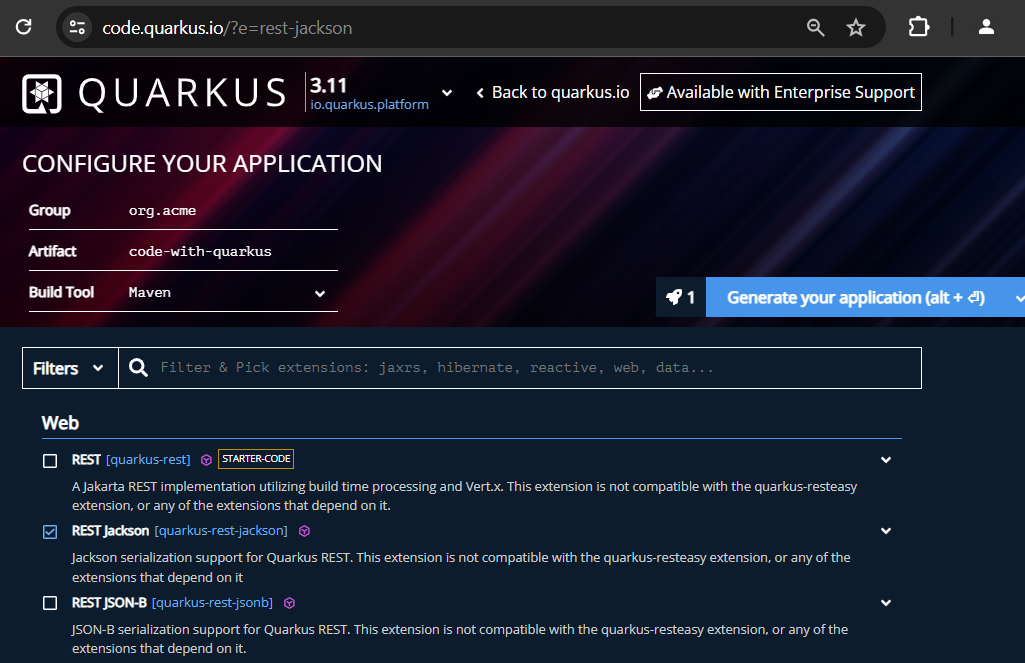 code.quarkus.io/?e=rest-jackson
QUARKUS
3.11
io.quarkus.platform
Back to quarkus.io
Available with Enterprise Support
CONFIGURE YOUR APPLICATION
Group org.acme
Artifact code-with-quarkus
Build Tool Maven
1
Generate your application (alt + ⏎)
Filters
Filter & Pick extensions: jaxrs, hibernate, reactive, web, data...
Web
REST [quarkus-rest] STARTER-CODE
A Jakarta REST implementation utilizing build time processing and Vert.x. This extension is not compatible with the quarkus-resteasy
extension, or any of the extensions that depend on it.
REST Jackson [quarkus-rest-jackson]
Jackson serialization support for Quarkus REST. This extension is not compatible with the quarkus-resteasy extension, or any of the
extensions that depend on it
REST JSON-B [quarkus-rest-jsonb]
JSON-B serialization support for Quarkus REST. This extension is not compatible with the quarkus-resteasy extension, or any of the
extensions that depend on it.